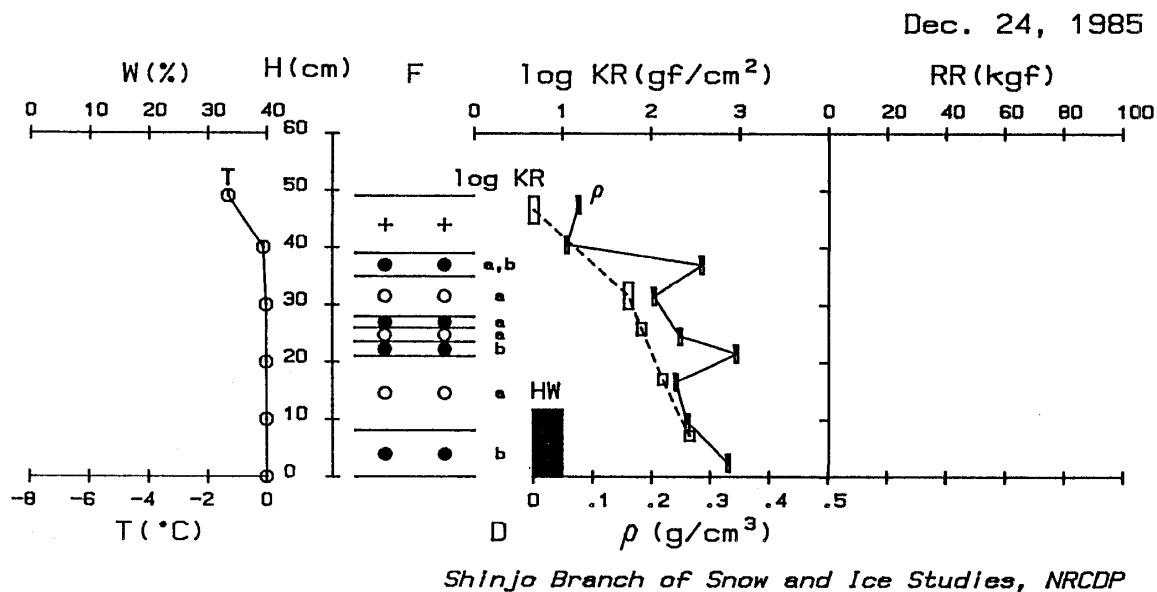 Dec. 24, 1985
W(%) H(cm) F log KR(gf/cm²) RR(kgf)
0 10 20 30 40 0 1 2 3 0 20 40 60 80 100
60
T log KR ρ
50
+ +
40
a,b
a
30
a
a
b
20
a HW
10
b
0
-8 -6 -4 -2 0 0 .1 .2 .3 .4 .5
T(°C) D ρ (g/cm³)
Shinjo Branch of Snow and Ice Studies, NRCDP